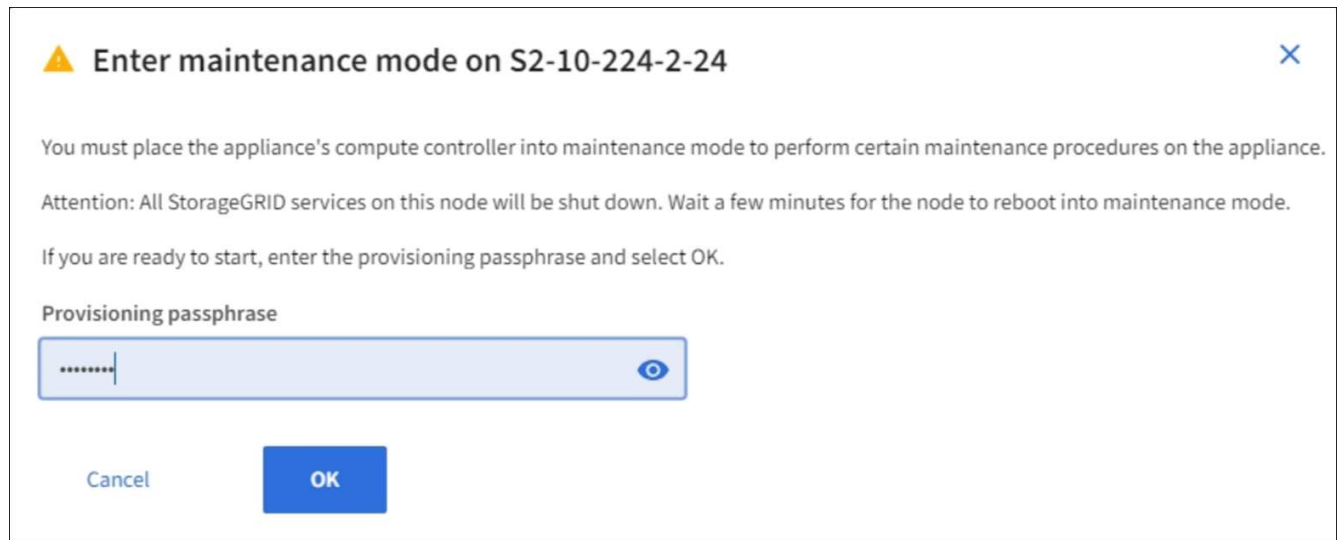 Enter maintenance mode on S2-10-224-2-24
You must place the appliance's compute controller into maintenance mode to perform certain maintenance procedures on the appliance.
Attention: All StorageGRID services on this node will be shut down. Wait a few minutes for the node to reboot into maintenance mode.
If you are ready to start, enter the provisioning passphrase and select OK.
Provisioning passphrase
••••••••
Cancel OK